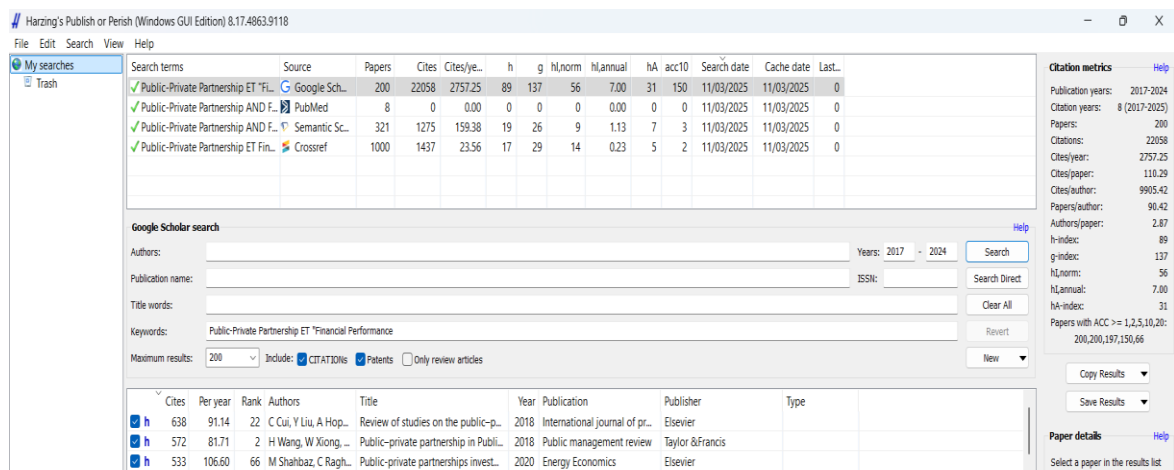 Harzing's Publish or Perish (Windows GUI Edition) 8.17.4863.9118
File Edit Search View Help
My searches
Trash
Search terms Source Papers Cites Cites/ye... h g hI,norm hI,annual hA acc10 Search date Cache date Last...
Public-Private Partnership ET "Fi... Google Sch... 200 22058 2757.25 89 137 56 7.00 31 150 11/03/2025 11/03/2025 0
Public-Private Partnership AND F... PubMed 8 0 0.00 0 0 0 0.00 0 0 11/03/2025 11/03/2025 0
Public-Private Partnership AND F... Semantic Sc... 321 1275 159.38 19 26 9 1.13 7 3 11/03/2025 11/03/2025 0
Public-Private Partnership ET Fin... Crossref 1000 1437 23.56 17 29 14 0.23 5 2 11/03/2025 11/03/2025 0
Google Scholar search Help
Authors: Years: 2017 - 2024 Search
Publication name: ISSN: Search Direct
Title words: Clear All
Keywords: Public-Private Partnership ET "Financial Performance Revert
Maximum results: 200 Include: CITATIONs Patents Only review articles New
Cites Per year Rank Authors Title Year Publication Publisher Type
h 638 91.14 22 C Cui, Y Liu, A Hop... Review of studies on the public–p... 2018 International journal of pr... Elsevier
h 572 81.71 2 H Wang, W Xiong, ... Public–private partnership in Publi... 2018 Public management review Taylor &Francis
h 533 106.60 66 M Shahbaz, C Ragh... Public-private partnerships invest... 2020 Energy Economics Elsevier
Citation metrics Help
Publication years: 2017-2024
Citation years: 8 (2017-2025)
Papers: 200
Citations: 22058
Cites/year: 2757.25
Cites/paper: 110.29
Cites/author: 9905.42
Papers/author: 90.42
Authors/paper: 2.87
h-index: 89
g-index: 137
hI,norm: 56
hI,annual: 7.00
hA-index: 31
Papers with ACC >= 1,2,5,10,20:
200,200,197,150,66
Copy Results
Save Results
Paper details Help
Select a paper in the results list